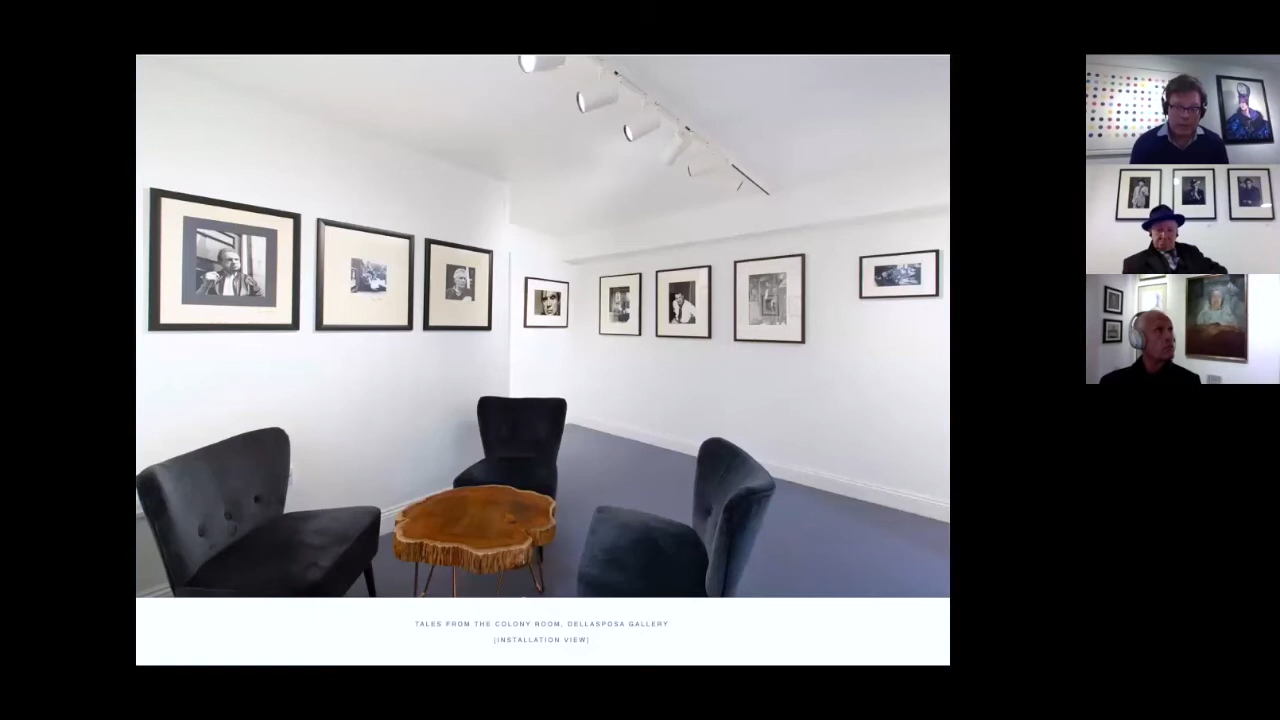 TALES FROM THE COLONY ROOM, DELLASPOSA GALLERY
[INSTALLATION VIEW]